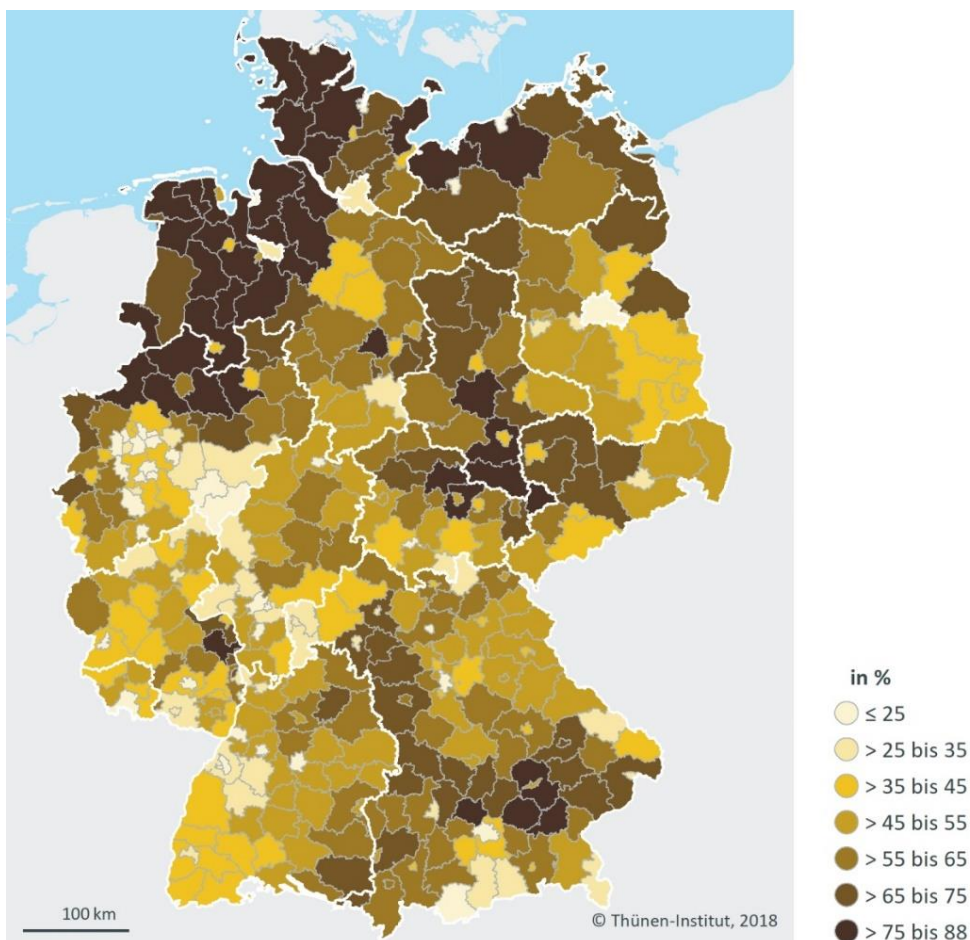 in %
≤ 25
> 25 bis 35
> 35 bis 45
> 45 bis 55
> 55 bis 65
> 65 bis 75
> 75 bis 88
100 km
© Thünen-Institut, 2018